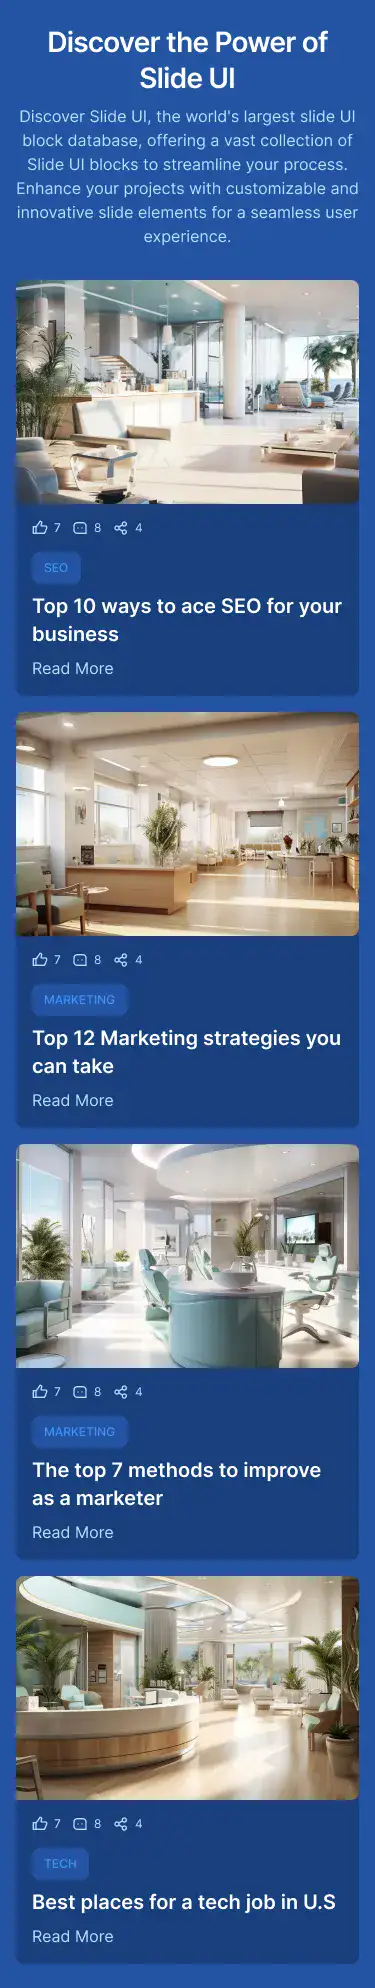 Discover the Power of
Slide UI
Discover Slide UI, the world's largest slide UI
block database, offering a vast collection of
Slide UI blocks to streamline your process.
Enhance your projects with customizable and
innovative slide elements for a seamless user
experience.
7 8 4
SEO
Top 10 ways to ace SEO for your
business
Read More
7 8 4
MARKETING
Top 12 Marketing strategies you
can take
Read More
7 8 4
MARKETING
The top 7 methods to improve
as a marketer
Read More
7 8 4
TECH
Best places for a tech job in U.S
Read More